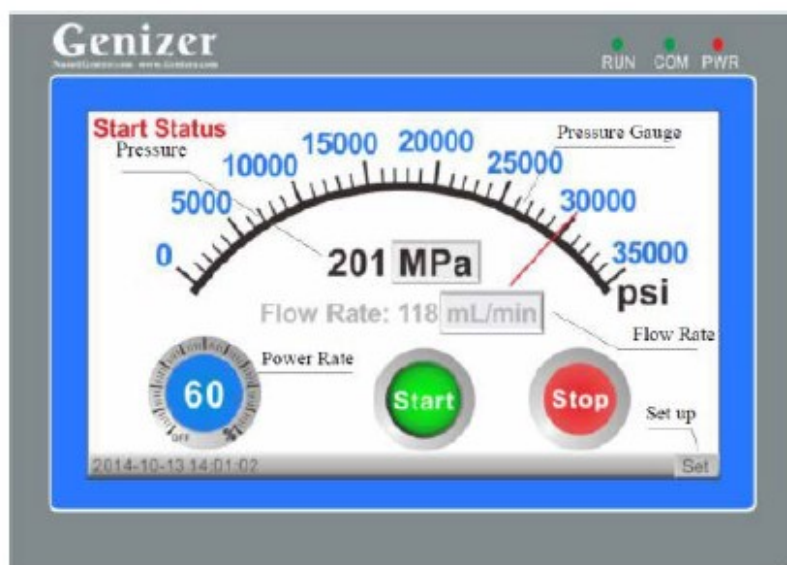 Genizer
RUN COM PWR
Start Status
Pressure
Pressure Gauge
0
5000
10000
15000
20000
25000
30000
35000
psi
201 MPa
Flow Rate: 118 mL/min
Flow Rate
Power Rate
60
OFF
Start
Stop
Set up
2014-10-13 14:01:02
Set